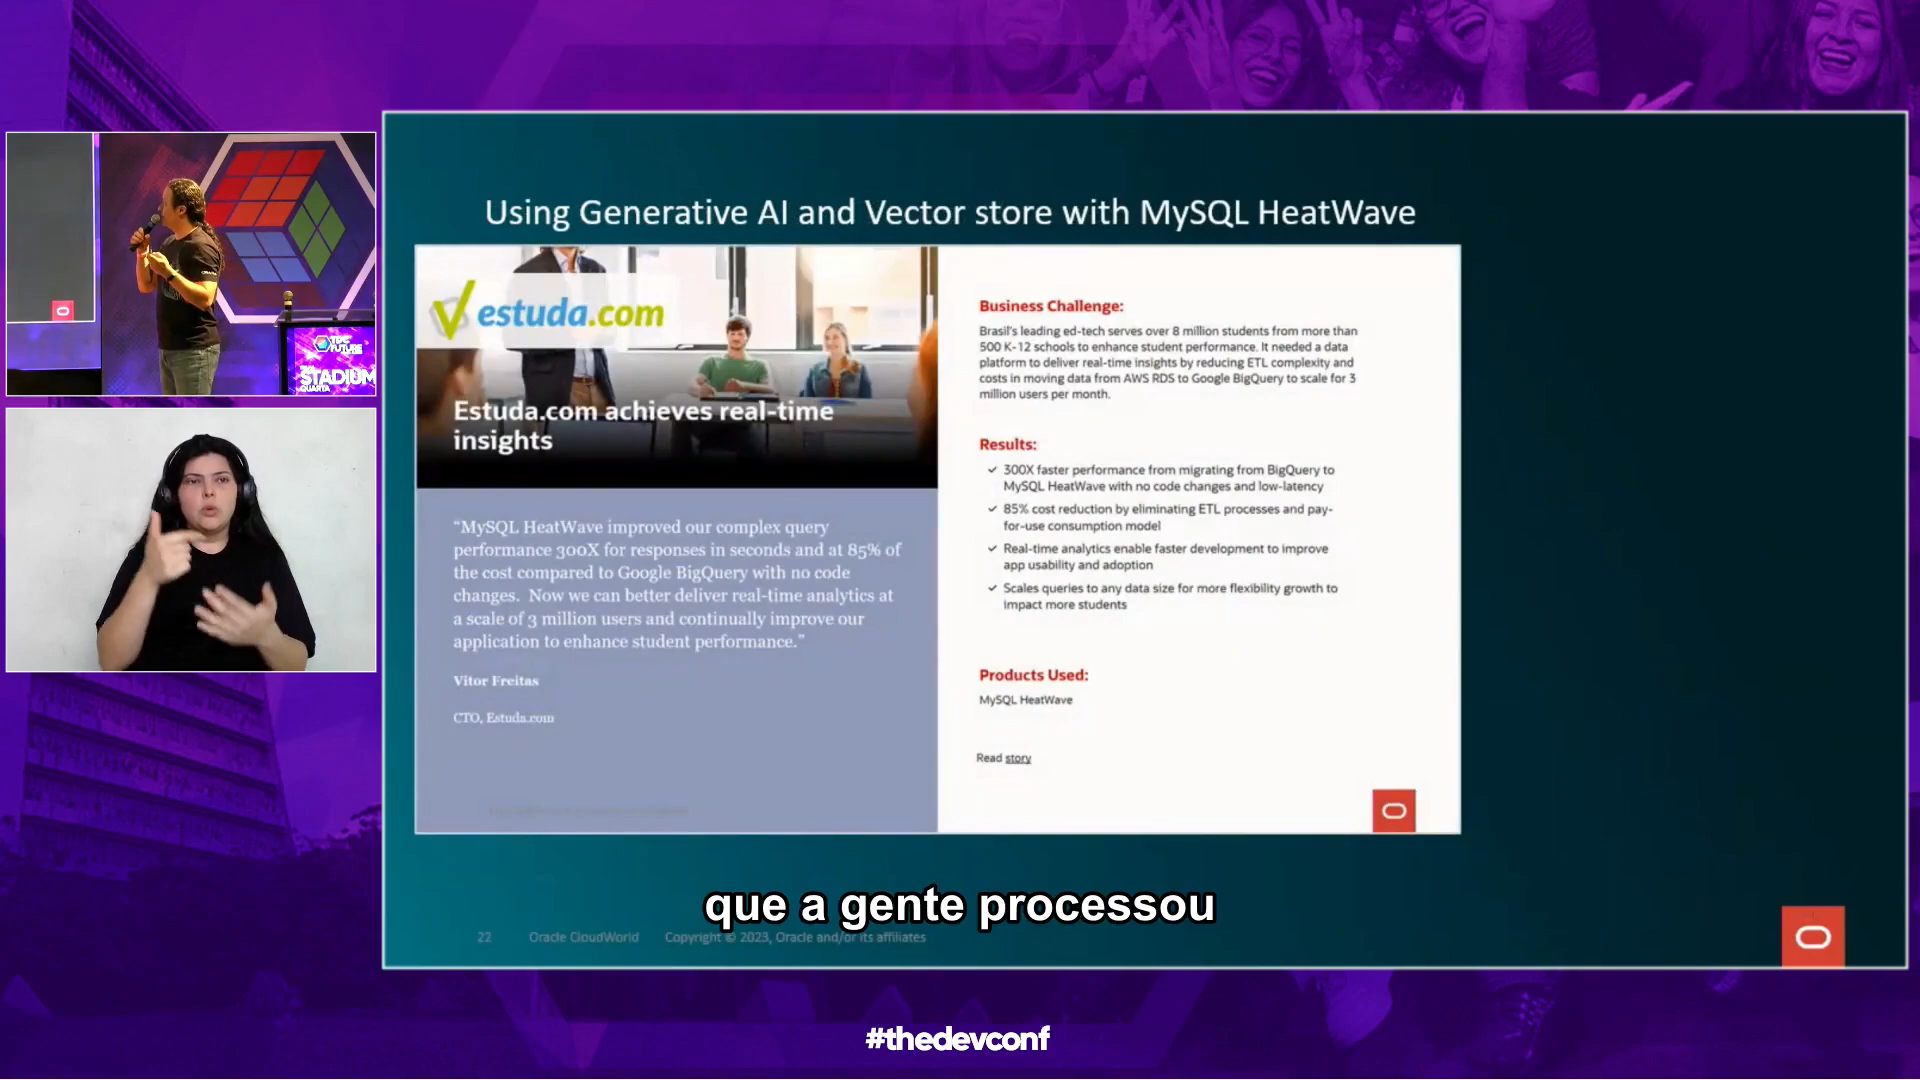 Using Generative AI and Vector store with MySQL HeatWave
estuda.com
Estuda.com achieves real-time
insights
“MySQL HeatWave improved our complex query
performance 300X for responses in seconds and at 85% of
the cost compared to Google BigQuery with no code
changes.  Now we can better deliver real-time analytics at
a scale of 3 million users and continually improve our
application to enhance student performance.”
Vitor Freitas
CTO, Estuda.com
Business Challenge:
Brasil's leading ed-tech serves over 8 million students from more than
500 K-12 schools to enhance student performance. It needed a data
platform to deliver real-time insights by reducing ETL complexity and
costs in moving data from AWS RDS to Google BigQuery to scale for 3
million users per month.
Results:
✓ 300X faster performance from migrating from BigQuery to
MySQL HeatWave with no code changes and low-latency
✓ 85% cost reduction by eliminating ETL processes and pay-
for-use consumption model
✓ Real-time analytics enable faster development to improve
app usability and adoption
✓ Scales queries to any data size for more flexibility growth to
impact more students
Products Used:
MySQL HeatWave
Read story
que a gente processou
22 Oracle CloudWorld Copyright © 2023, Oracle and/or its affiliates
TDC
FUTURE
STADIUM
QUARTA
#thedevconf